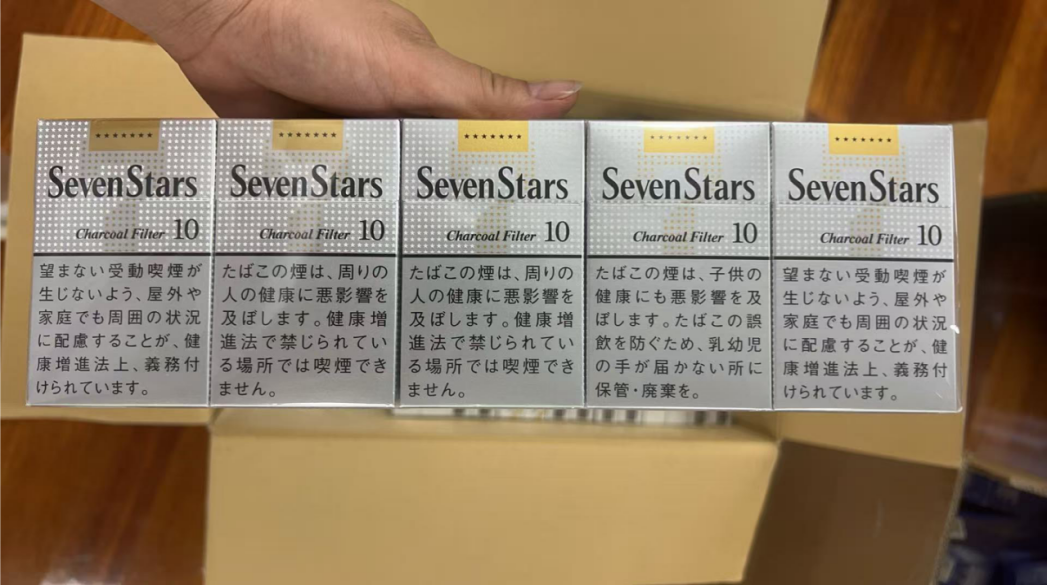 SevenStars
Charcoal Filter 10
望まない受動喫煙が
生じないよう、屋外や
家庭でも周囲の状況
に配慮することが、健
康増進法上、義務付
けられています。
SevenStars
Charcoal Filter 10
たばこの煙は、周りの
人の健康に悪影響を
及ぼします。健康増
進法で禁じられてい
る場所では喫煙でき
ません。
SevenStars
Charcoal Filter 10
たばこの煙は、周りの
人の健康に悪影響を
及ぼします。健康増
進法で禁じられてい
る場所では喫煙でき
ません。
SevenStars
Charcoal Filter 10
たばこの煙は、子供の
健康にも悪影響を及
ぼします。たばこの誤
飲を防ぐため、乳幼児
の手が届かない所に
保管・廃棄を。
SevenStars
Charcoal Filter 10
望まない受動喫煙が
生じないよう、屋外や
家庭でも周囲の状況
に配慮することが、健
康増進法上、義務付
けられています。